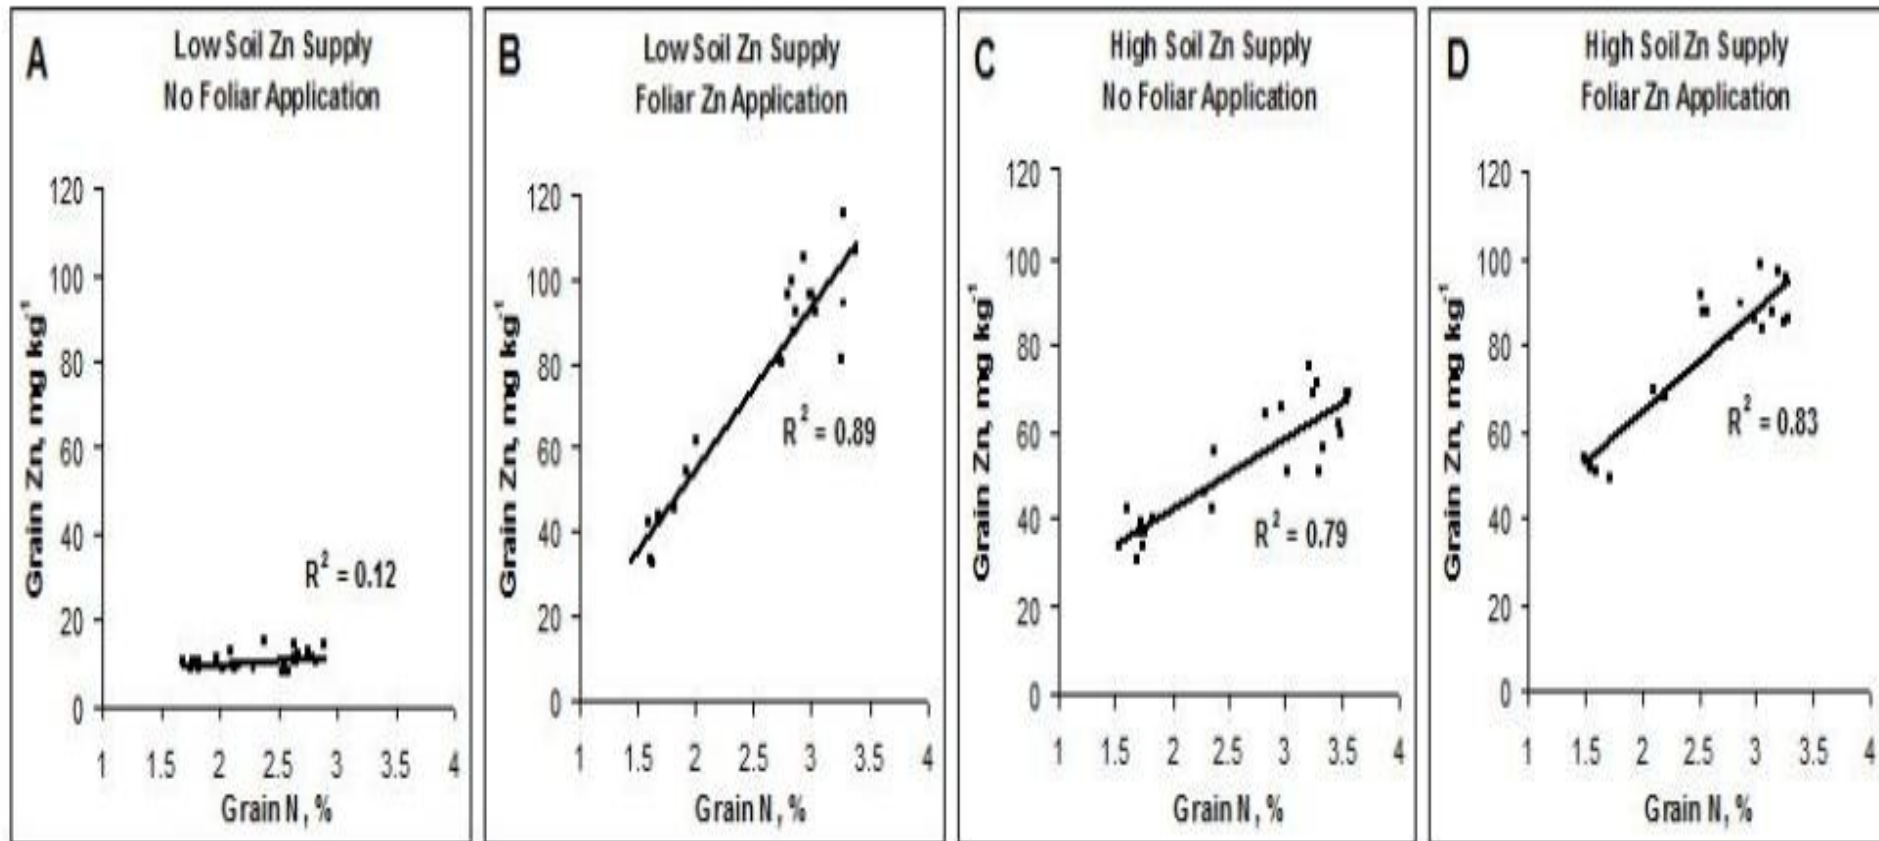 A
Low Soil Zn Supply
No Foliar Application
Grain Zn, mg kg⁻¹
120
100
80
60
40
20
0
R² = 0.12
1 1.5 2 2.5 3 3.5 4
Grain N, %
B
Low Soil Zn Supply
Foliar Zn Application
Grain Zn, mg kg⁻¹
120
100
80
60
40
20
0
R² = 0.89
1 1.5 2 2.5 3 3.5 4
Grain N, %
C
High Soil Zn Supply
No Foliar Application
Grain Zn, mg kg⁻¹
120
100
80
60
40
20
0
R² = 0.79
1 1.5 2 2.5 3 3.5 4
Grain N, %
D
High Soil Zn Supply
Foliar Zn Application
Grain Zn, mg kg⁻¹
120
100
80
60
40
20
0
R² = 0.83
1 1.5 2 2.5 3 3.5 4
Grain N, %